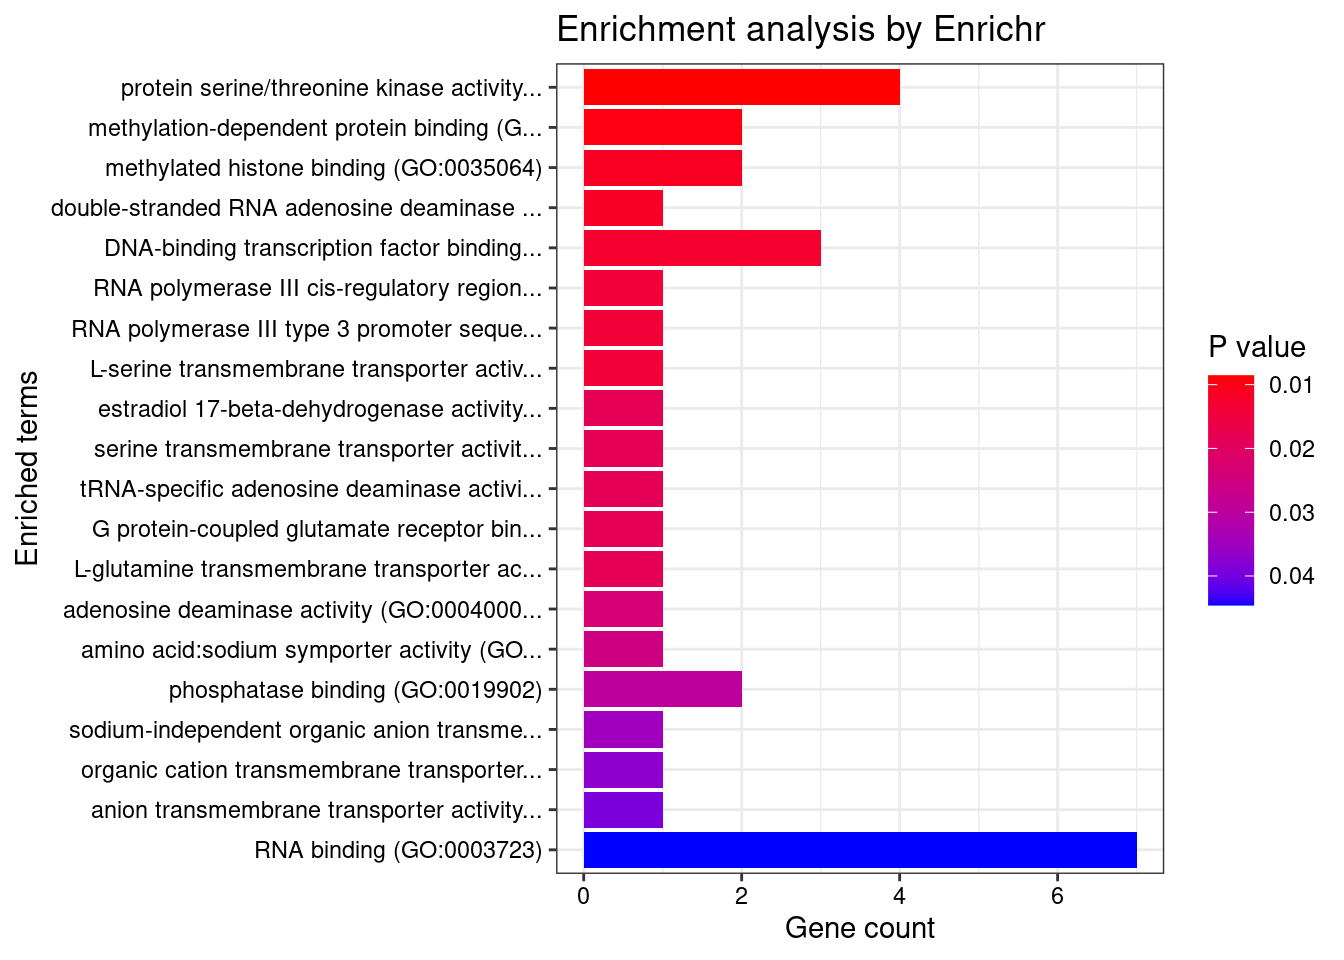 Enrichment analysis by Enrichr
protein serine/threonine kinase activity...
methylation-dependent protein binding (G...
methylated histone binding (GO:0035064)
double-stranded RNA adenosine deaminase ...
DNA-binding transcription factor binding...
RNA polymerase III cis-regulatory region...
RNA polymerase III type 3 promoter seque...
L-serine transmembrane transporter activ...
estradiol 17-beta-dehydrogenase activity...
serine transmembrane transporter activit...
tRNA-specific adenosine deaminase activi...
G protein-coupled glutamate receptor bin...
L-glutamine transmembrane transporter ac...
adenosine deaminase activity (GO:0004000...
amino acid:sodium symporter activity (GO...
phosphatase binding (GO:0019902)
sodium-independent organic anion transme...
organic cation transmembrane transporter...
anion transmembrane transporter activity...
RNA binding (GO:0003723)
Enriched terms
0 2 4 6
Gene count
P value
0.01
0.02
0.03
0.04